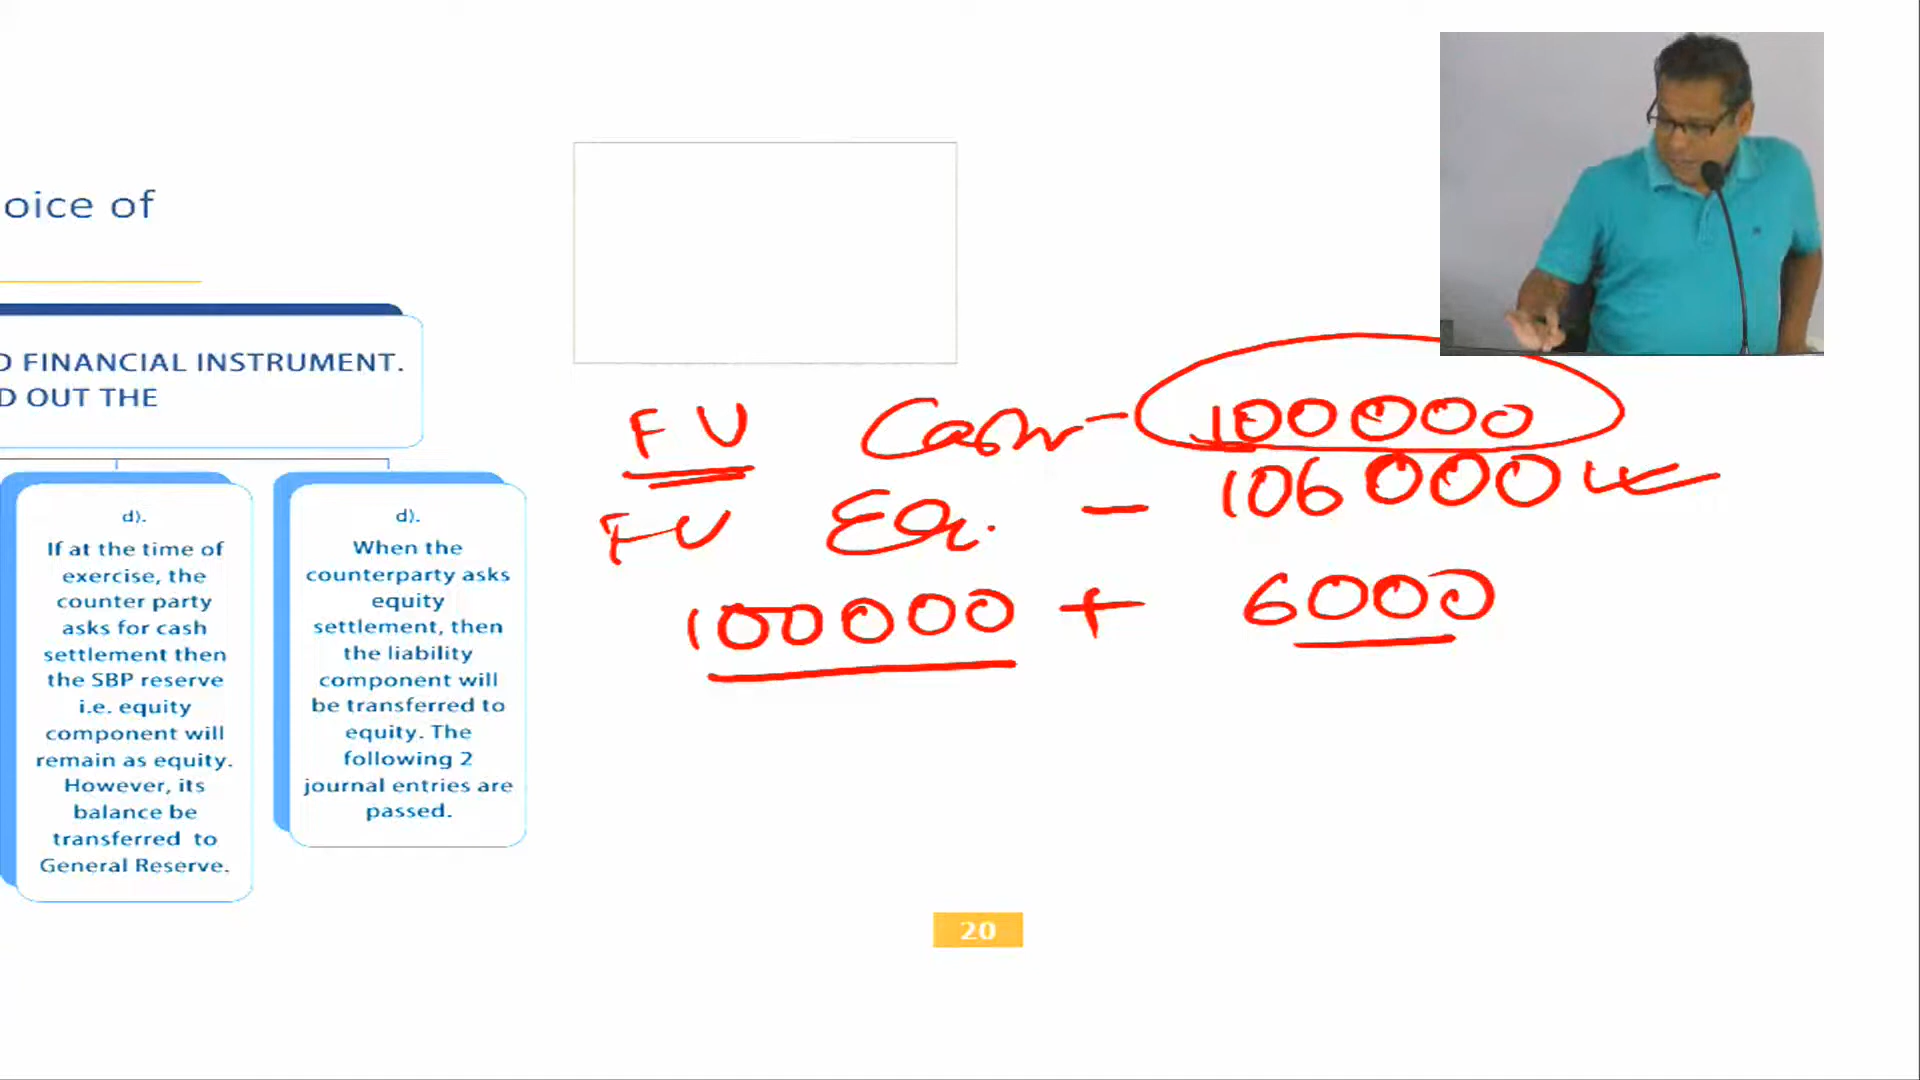 oice of
D FINANCIAL INSTRUMENT.
D OUT THE
d).
If at the time of
exercise, the
counter party
asks for cash
settlement then
the SBP reserve
i.e. equity
component will
remain as equity.
However, its
balance be
transferred to
General Reserve.
d).
When the
counterparty asks
equity
settlement, then
the liability
component will
be transferred to
equity. The
following 2
journal entries are
passed.
FV Cash - 100000
FV Eq. - 106000
100000 + 6000
20